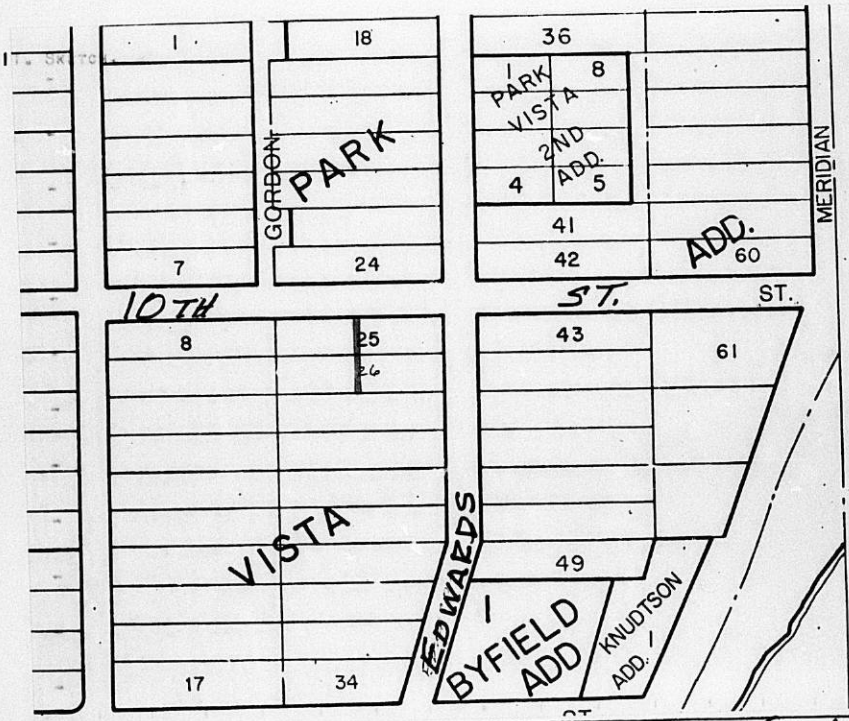 1
18
36
1 8
PARK
VISTA
2ND
ADD.
4 5
GORDON
PARK
MERIDIAN
41
42
ADD.
60
7
24
10TH ST. ST.
8
25
26
43
61
VISTA
EDWARDS
49
1
BYFIELD
ADD
KNUDTSON
ADD. 1
17
34